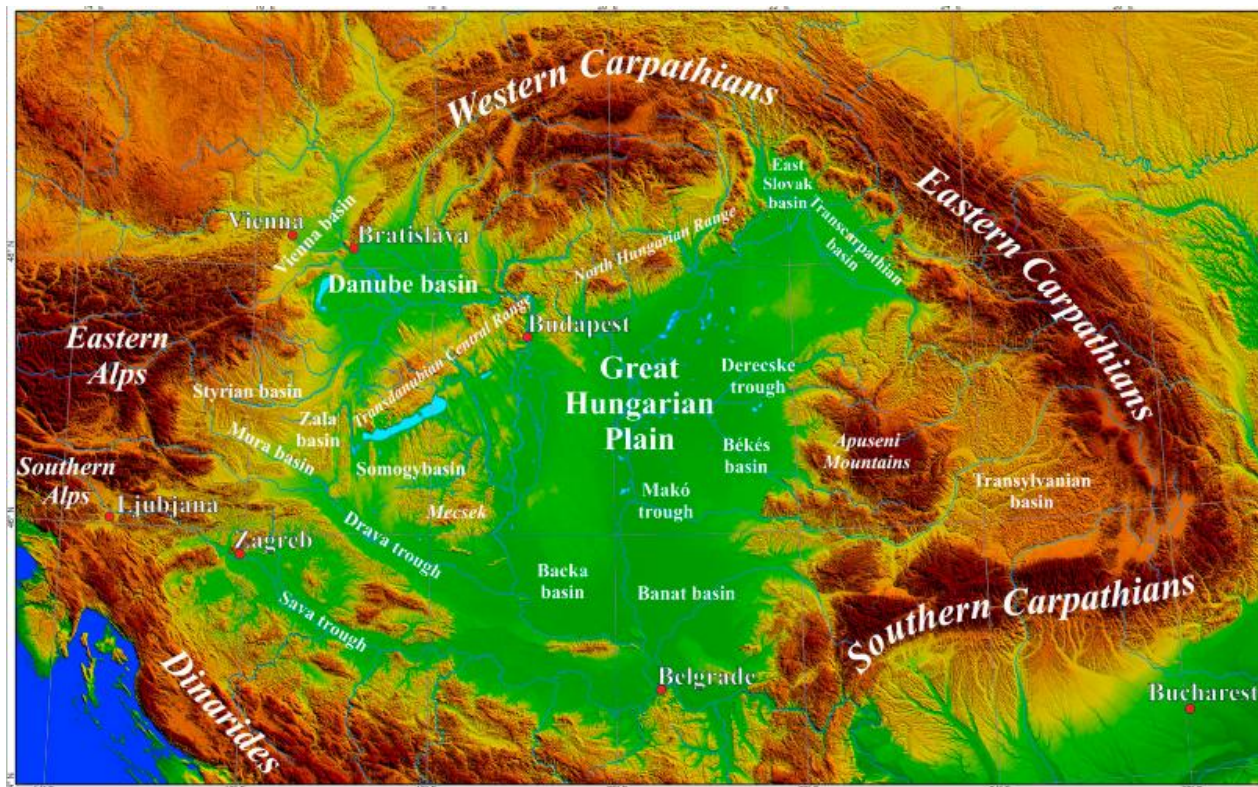 Western Carpathians
East
Slovak
basin
Transcarpathian
basin
Eastern Carpathians
Vienna
Vienna basin
Bratislava
North Hungarian Range
Danube basin
Transdanubian Central Range
Budapest
Eastern
Alps
Great
Hungarian
Plain
Derecske
trough
Styrian basin
Zala
basin
Mura basin
Somogybasin
Békés
basin
Apuseni
Mountains
Transylvanian
basin
Southern
Alps
Ljubjana
Makó
trough
Mecsek
Zagreb
Drava trough
Backa
basin
Banat basin
Sava trough
Southern Carpathians
Dinarides
Belgrade
Bucharest
48° N
46° N